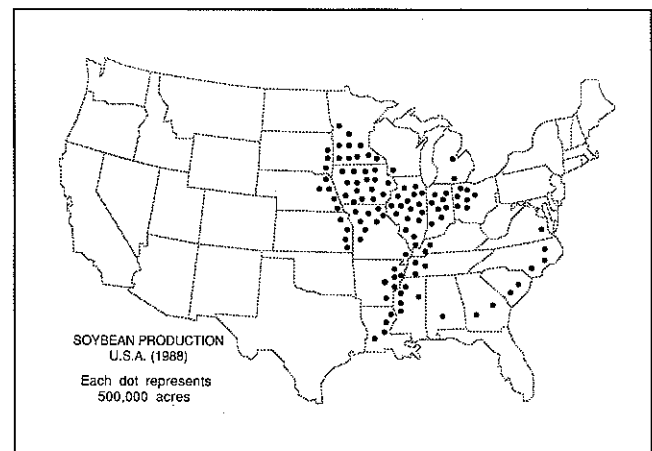 SOYBEAN PRODUCTION
U.S.A. (1988)
Each dot represents
500,000 acres